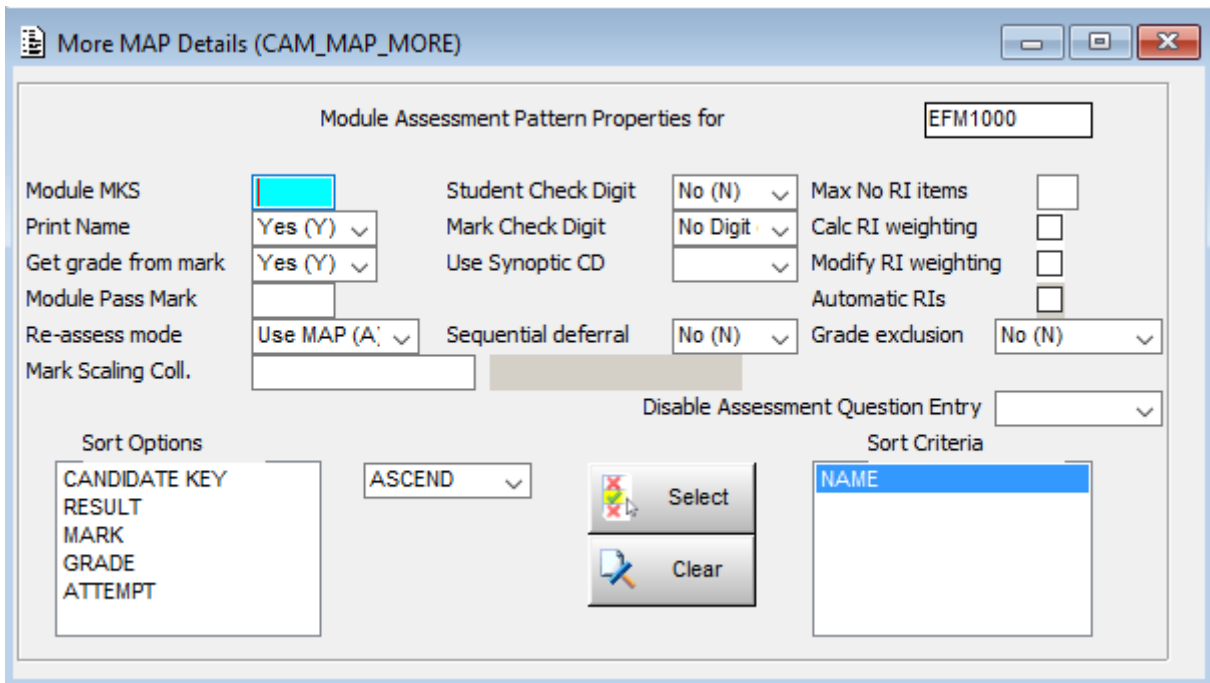 More MAP Details (CAM_MAP_MORE)
Module Assessment Pattern Properties for EFM1000
Module MKS Student Check Digit No (N) Max No RI items
Print Name Yes (Y) Mark Check Digit No Digit Calc RI weighting
Get grade from mark Yes (Y) Use Synoptic CD Modify RI weighting
Module Pass Mark Automatic RIs
Re-assess mode Use MAP (A) Sequential deferral No (N) Grade exclusion No (N)
Mark Scaling Coll.
Disable Assessment Question Entry
Sort Options Sort Criteria
CANDIDATE KEY ASCEND NAME
RESULT Select
MARK
GRADE Clear
ATTEMPT